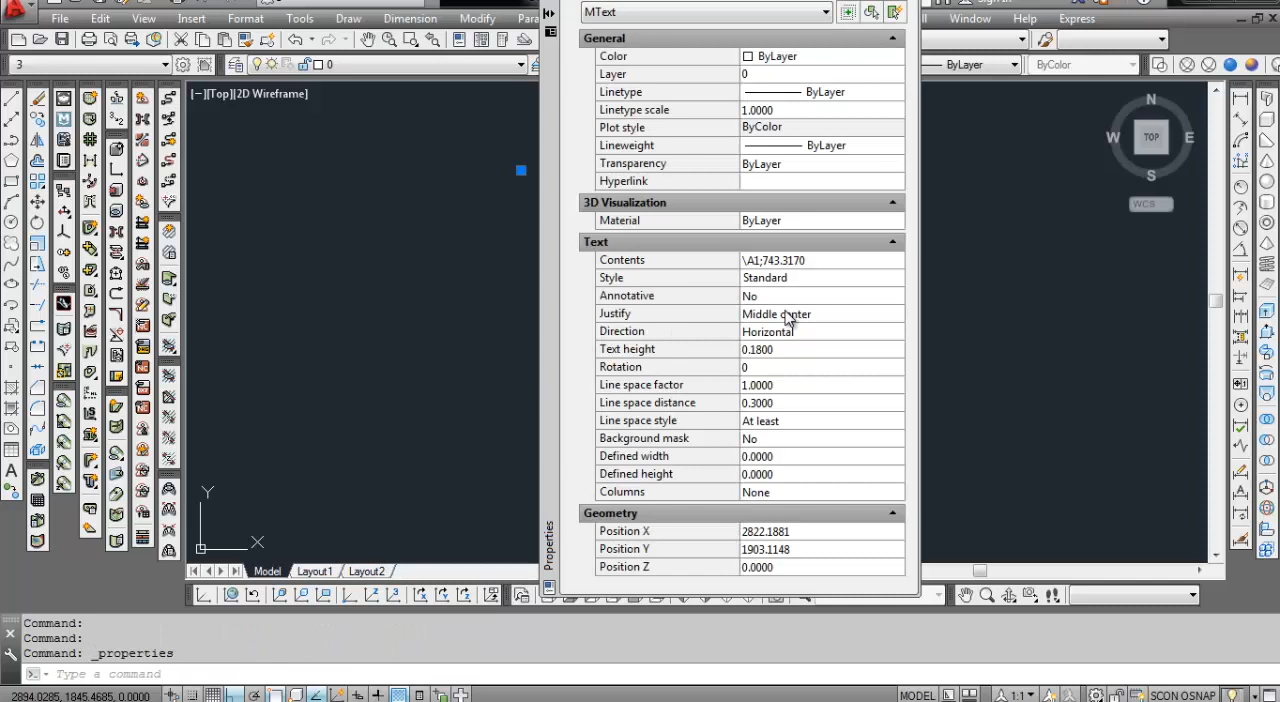 File Edit View Insert Format Tools Draw Dimension Modify Window Help Express
MText
3
0
ByLayer
ByColor
[−][Top][2D Wireframe]
General
Color ByLayer
Layer 0
Linetype ByLayer
Linetype scale 1.0000
Plot style ByColor
Lineweight ByLayer
Transparency ByLayer
Hyperlink
3D Visualization
Material ByLayer
Text
Contents \A1;743.3170
Style Standard
Annotative No
Justify Middle center
Direction Horizontal
Text height 0.1800
Rotation 0
Line space factor 1.0000
Line space distance 0.3000
Line space style At least
Background mask No
Defined width 0.0000
Defined height 0.0000
Columns None
Geometry
Position X 2822.1881
Position Y 1903.1148
Position Z 0.0000
Properties
N
W TOP E
S
WCS
Y
X
Model Layout1 Layout2
Command:
Command:
Command: _properties
Type a command
2894.0285, 1845.4685, 0.0000
MODEL
1:1
SCON OSNAP